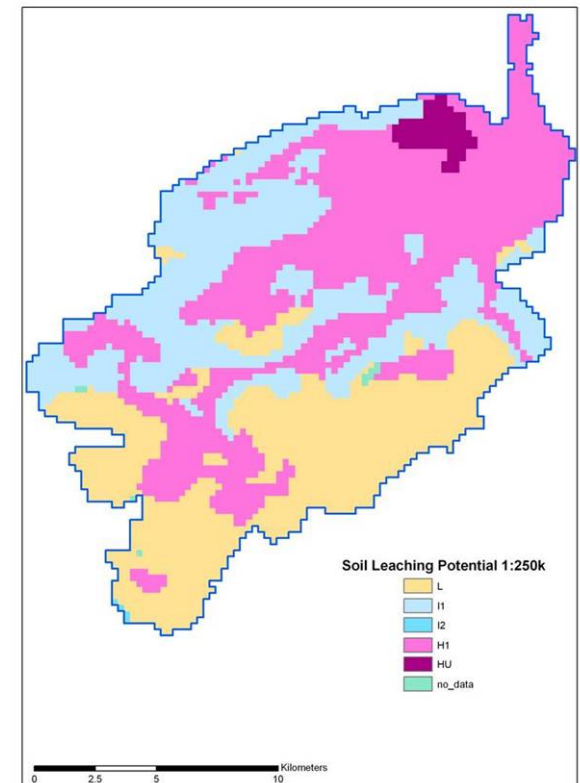 Soil Leaching Potential 1:250k
L
I1
I2
H1
HU
no_data
Kilometers
0 2.5 5 10